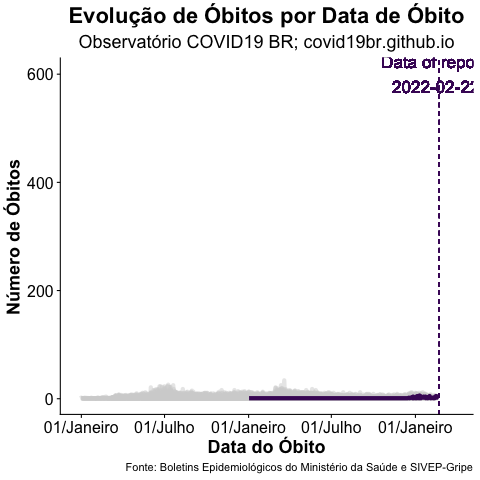 Evolução de Óbitos por Data de Óbito
Observatório COVID19 BR; covid19br.github.io
Data of repo
2022-02-22
600
400
200
0
Número de Óbitos
01/Janeiro 01/Julho 01/Janeiro 01/Julho 01/Janeiro
Data do Óbito
Fonte: Boletins Epidemiológicos do Ministério da Saúde e SIVEP-Gripe